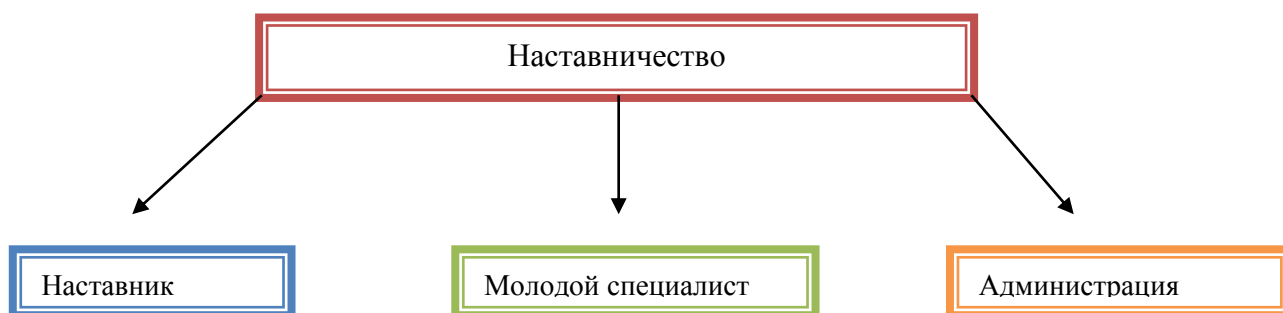 Наставничество
Наставник
Молодой специалист
Администрация